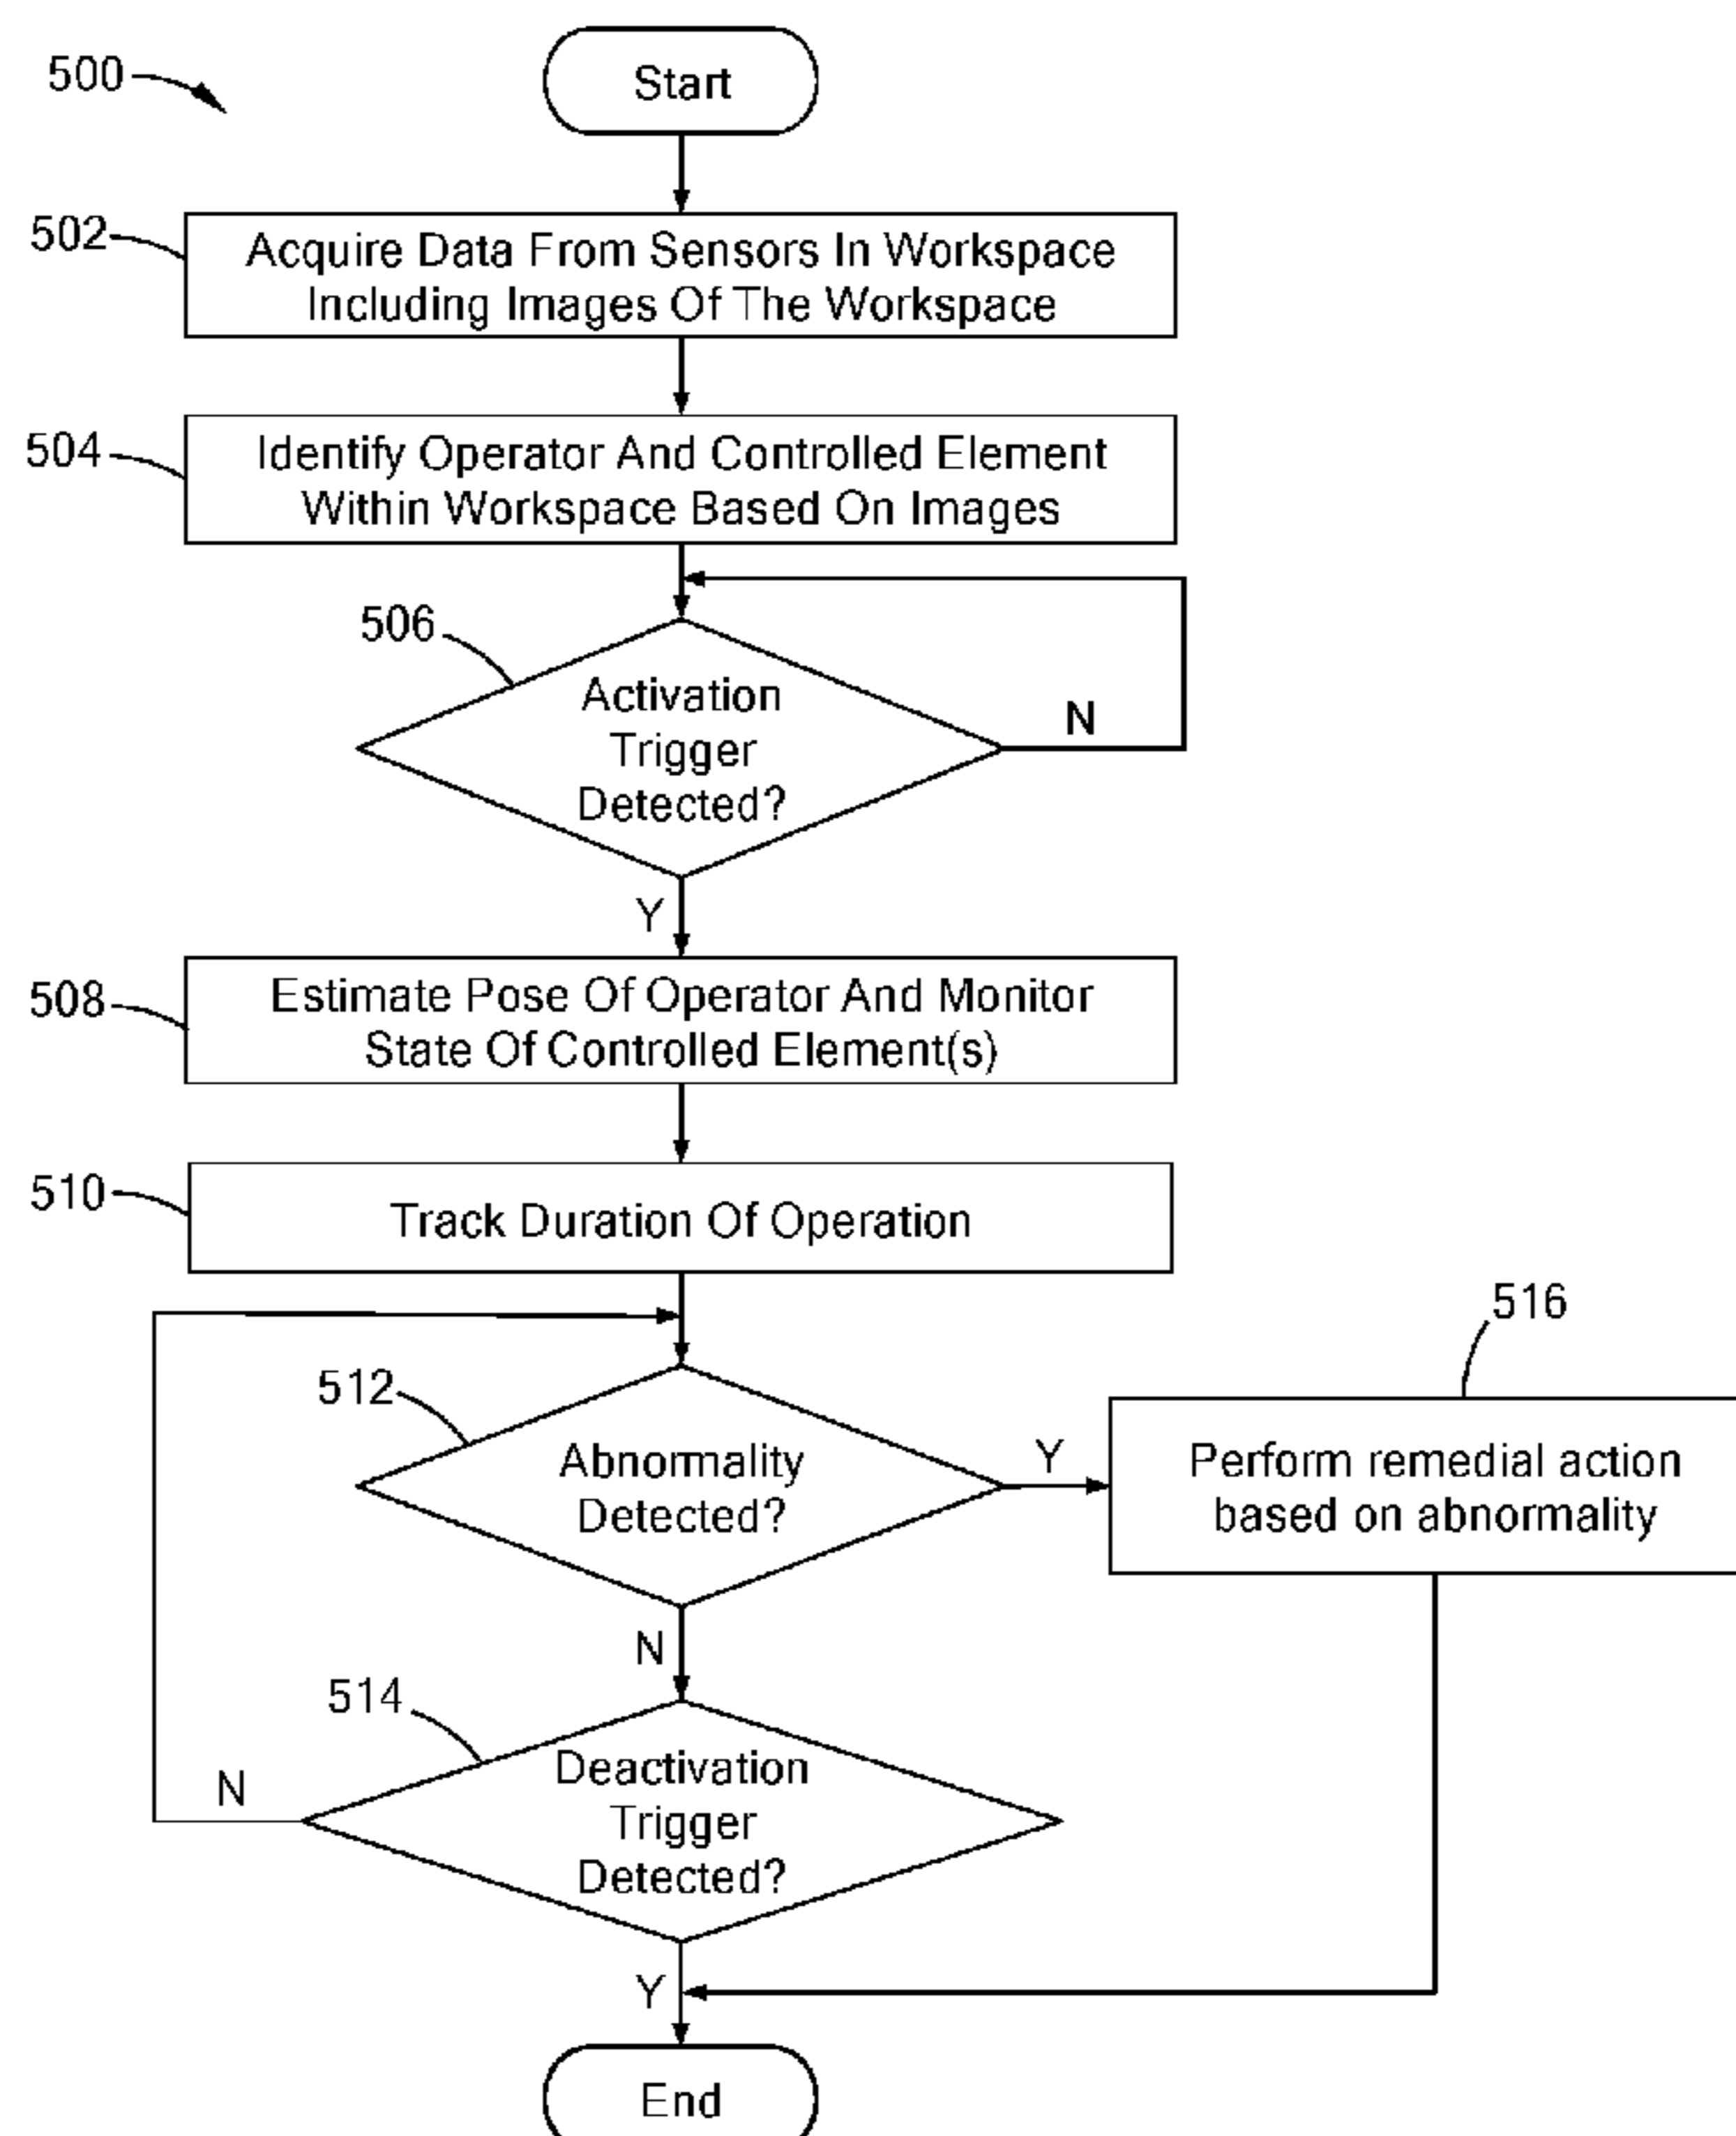 500
Start
502
Acquire Data From Sensors In Workspace
Including Images Of The Workspace
504
Identify Operator And Controlled Element
Within Workspace Based On Images
506
Activation
Trigger
Detected?
N
Y
508
Estimate Pose Of Operator And Monitor
State Of Controlled Element(s)
510
Track Duration Of Operation
512
Abnormality
Detected?
Y
516
Perform remedial action
based on abnormality
N
514
Deactivation
Trigger
Detected?
N
Y
End